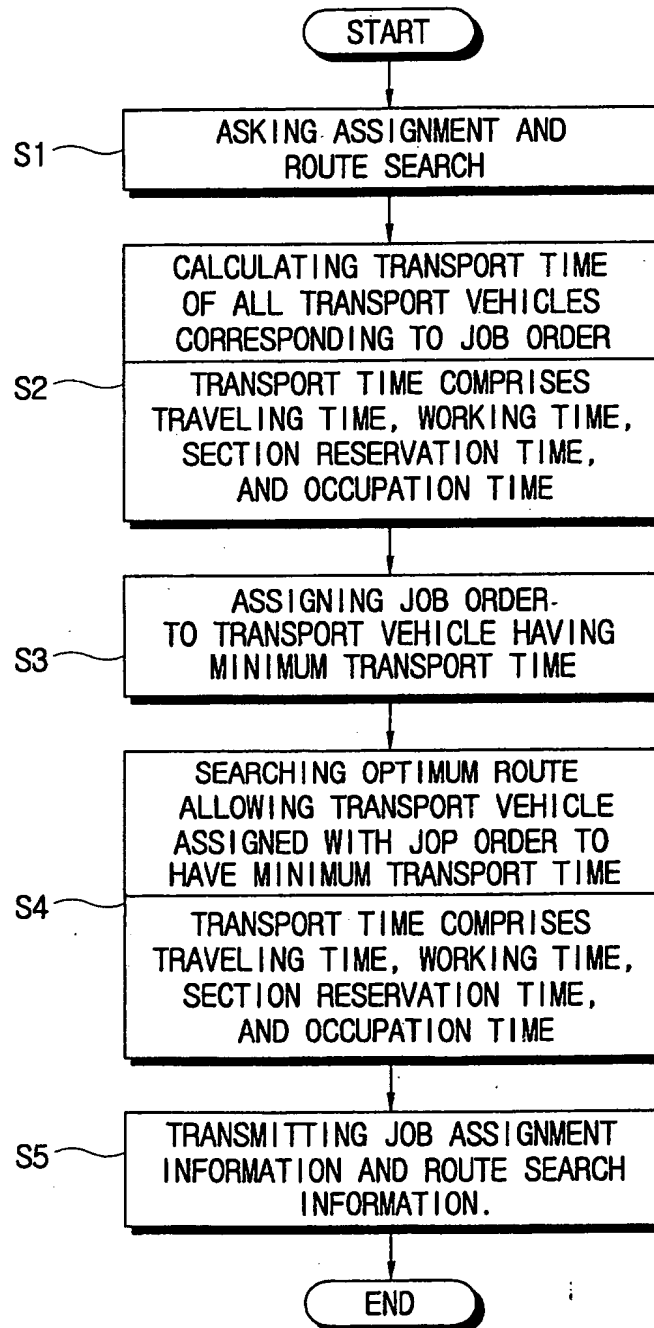 START
S1
ASKING ASSIGNMENT AND
ROUTE SEARCH
S2
CALCULATING TRANSPORT TIME
OF ALL TRANSPORT VEHICLES
CORRESPONDING TO JOB ORDER
TRANSPORT TIME COMPRISES
TRAVELING TIME, WORKING TIME,
SECTION RESERVATION TIME,
AND OCCUPATION TIME
S3
ASSIGNING JOB ORDER
TO TRANSPORT VEHICLE HAVING
MINIMUM TRANSPORT TIME
S4
SEARCHING OPTIMUM ROUTE
ALLOWING TRANSPORT VEHICLE
ASSIGNED WITH JOP ORDER TO
HAVE MINIMUM TRANSPORT TIME
TRANSPORT TIME COMPRISES
TRAVELING TIME, WORKING TIME,
SECTION RESERVATION TIME,
AND OCCUPATION TIME
S5
TRANSMITTING JOB ASSIGNMENT
INFORMATION AND ROUTE SEARCH
INFORMATION.
END